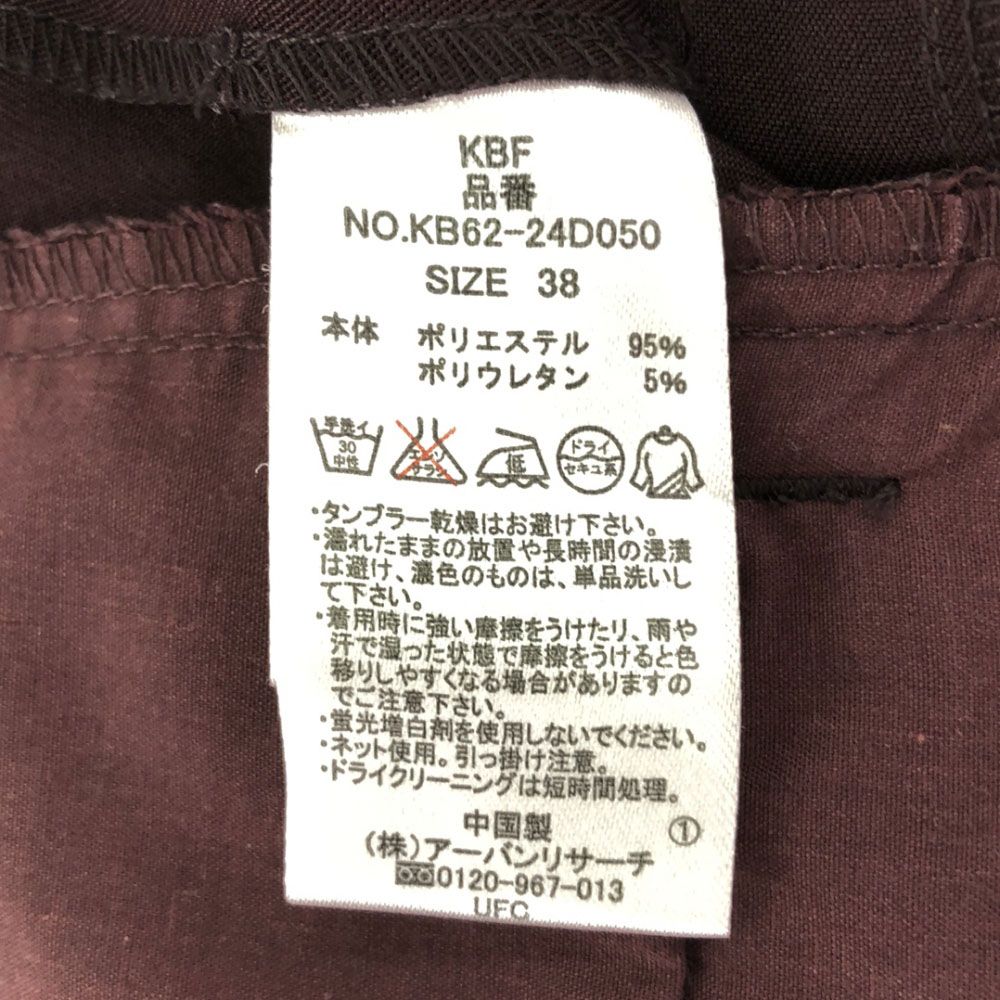 KBF
品番
NO.KB62-24D050
SIZE 38
本体 ポリエステル 95%
ポリウレタン 5%
手洗イ
30
中性
エンソ
サラシ
低
ドライ
セキユ系
・タンブラー乾燥はお避け下さい。
・濡れたままの放置や長時間の浸漬
は避け、濃色のものは、単品洗いし
て下さい。
・着用時に強い摩擦をうけたり、雨や
汗で湿った状態で摩擦をうけると色
移りしやすくなる場合がありますの
でご注意下さい。
・蛍光増白剤を使用しないでください。
・ネット使用。引っ掛け注意。
・ドライクリーニングは短時間処理。
中国製 ①
(株)アーバンリサーチ
0120-967-013
UFC